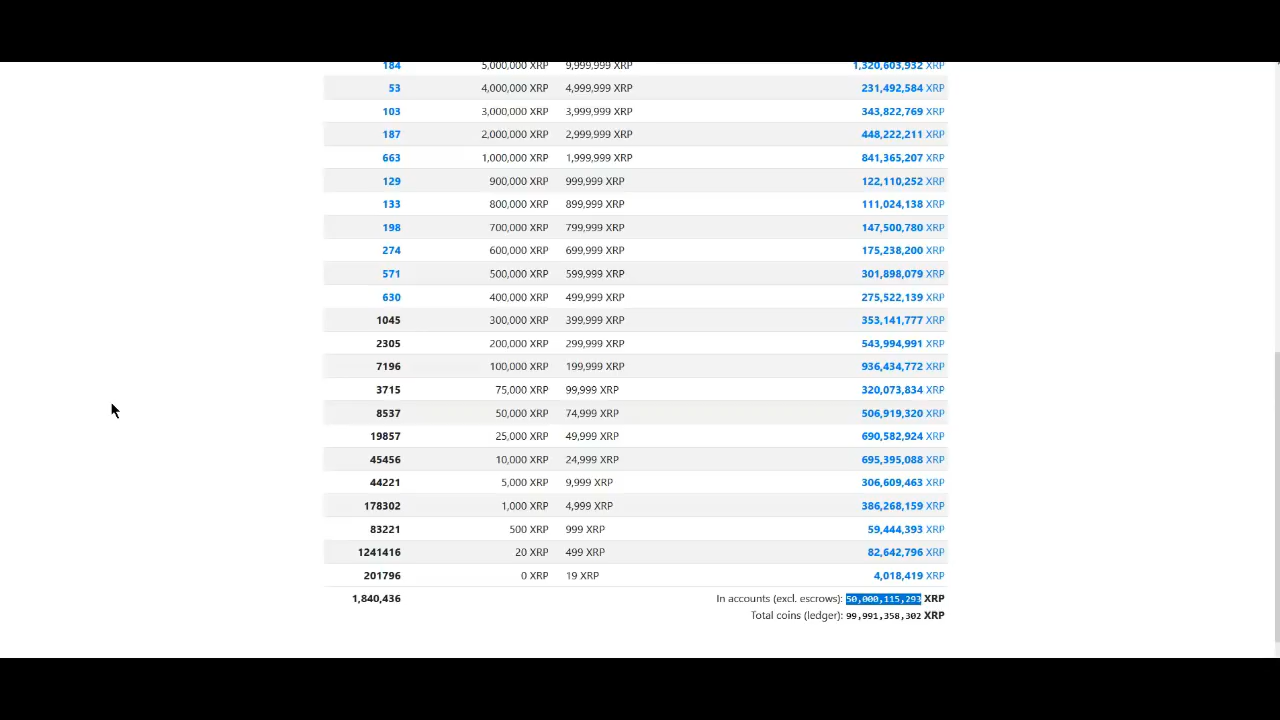 184 5,000,000 XRP 9,999,999 XRP 1,320,603,932 XRP
53 4,000,000 XRP 4,999,999 XRP 231,492,584 XRP
103 3,000,000 XRP 3,999,999 XRP 343,822,769 XRP
187 2,000,000 XRP 2,999,999 XRP 448,222,211 XRP
663 1,000,000 XRP 1,999,999 XRP 841,365,207 XRP
129 900,000 XRP 999,999 XRP 122,110,252 XRP
133 800,000 XRP 899,999 XRP 111,024,138 XRP
198 700,000 XRP 799,999 XRP 147,500,780 XRP
274 600,000 XRP 699,999 XRP 175,238,200 XRP
571 500,000 XRP 599,999 XRP 301,898,079 XRP
630 400,000 XRP 499,999 XRP 275,522,139 XRP
1045 300,000 XRP 399,999 XRP 353,141,777 XRP
2305 200,000 XRP 299,999 XRP 543,994,991 XRP
7196 100,000 XRP 199,999 XRP 936,434,772 XRP
3715 75,000 XRP 99,999 XRP 320,073,834 XRP
8537 50,000 XRP 74,999 XRP 506,919,320 XRP
19857 25,000 XRP 49,999 XRP 690,582,924 XRP
45456 10,000 XRP 24,999 XRP 695,395,088 XRP
44221 5,000 XRP 9,999 XRP 306,609,463 XRP
178302 1,000 XRP 4,999 XRP 386,268,159 XRP
83221 500 XRP 999 XRP 59,444,393 XRP
1241416 20 XRP 499 XRP 82,642,796 XRP
201796 0 XRP 19 XRP 4,018,419 XRP
1,840,436 In accounts (excl. escrows): 50,000,115,293 XRP
Total coins (ledger): 99,991,358,302 XRP